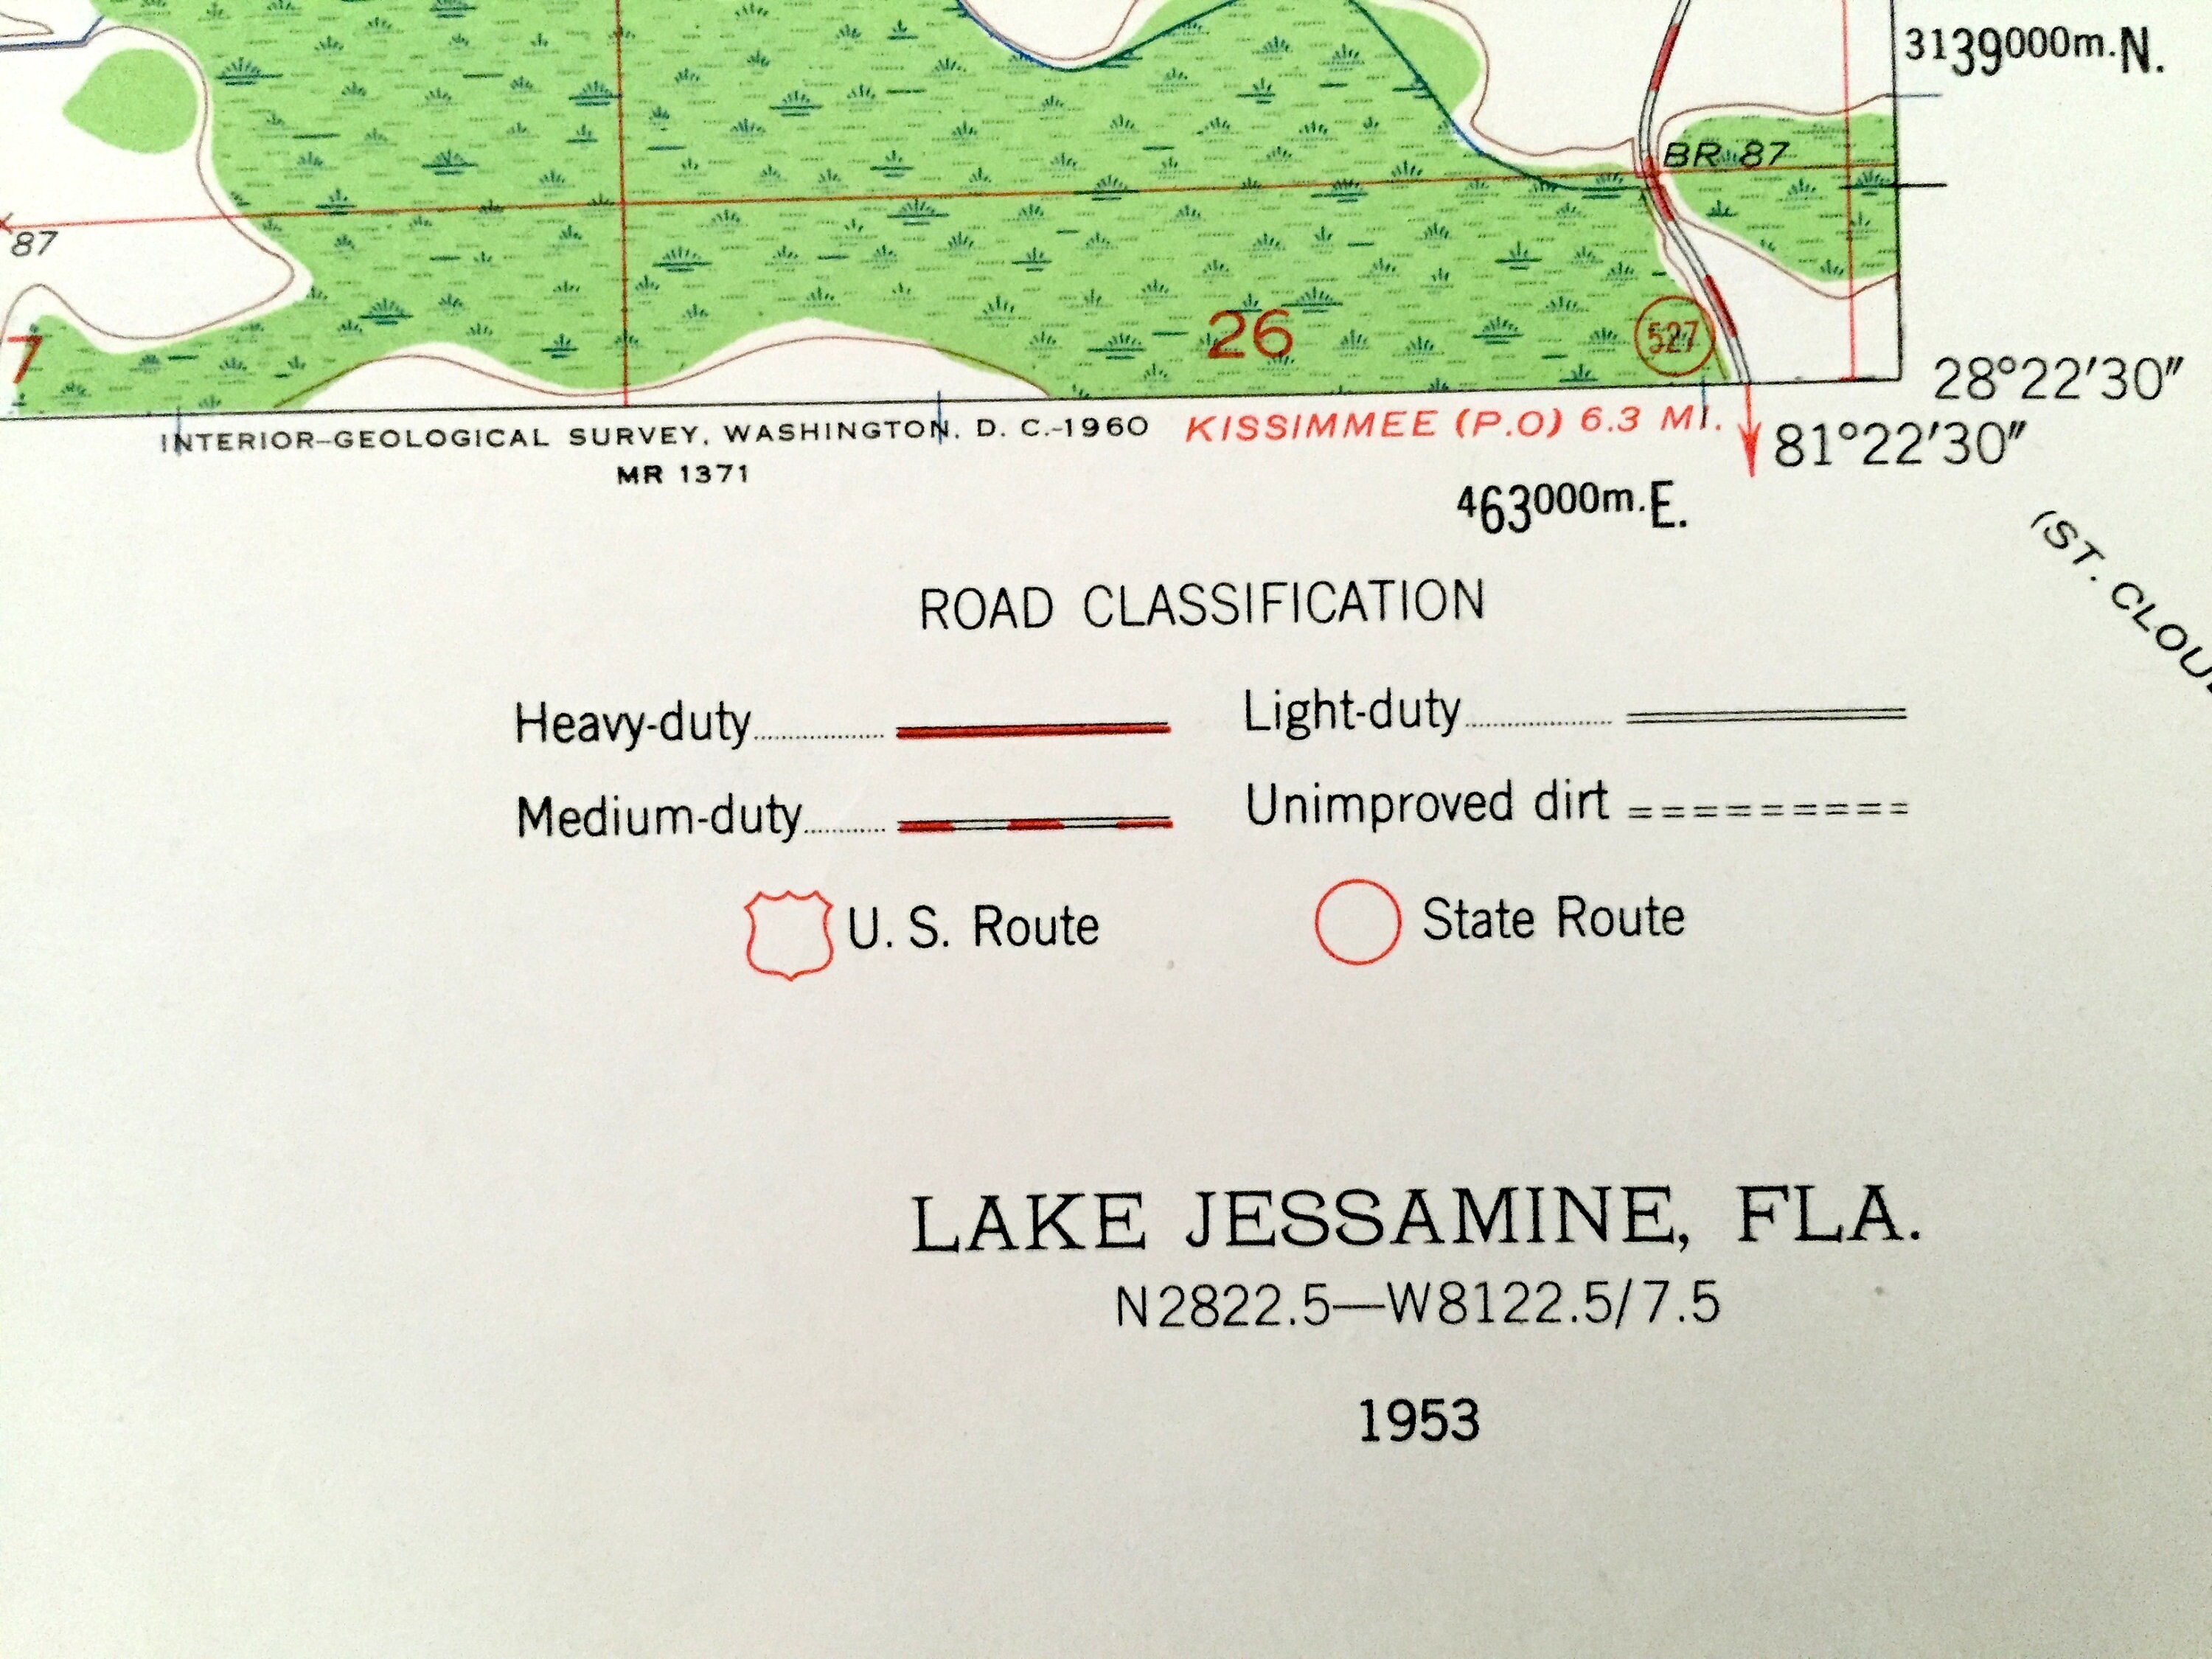 3139000m.N.
BR 87
87
7
26
527
28°22'30"
INTERIOR—GEOLOGICAL SURVEY, WASHINGTON, D. C.—1960
KISSIMMEE (P.O) 6.3 MI.
81°22'30"
MR 1371
463000m.E.
(ST. CLOU
ROAD CLASSIFICATION
Heavy-duty
Light-duty
Medium-duty
Unimproved dirt
U. S. Route
State Route
LAKE JESSAMINE, FLA.
N2822.5—W8122.5/7.5
1953